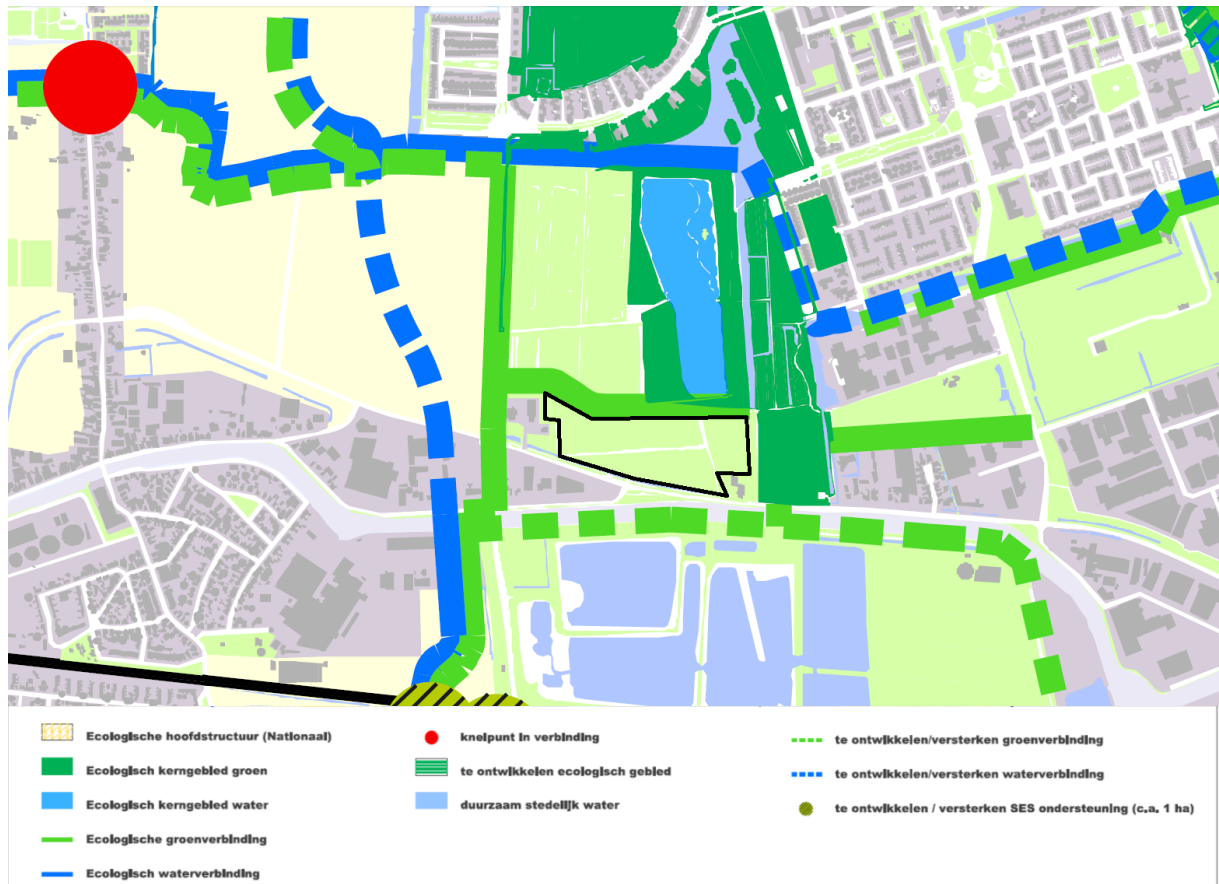 Ecologische hoofdstructuur (Nationaal)
Ecologisch kerngebied groen
Ecologisch kerngebied water
Ecologische groenverbinding
Ecologisch waterverbinding
knelpunt in verbinding
te ontwikkelen ecologisch gebied
duurzaam stedelijk water
te ontwikkelen/versterken groenverbinding
te ontwikkelen/versterken waterverbinding
te ontwikkelen / versterken SES ondersteuning (c.a. 1 ha)